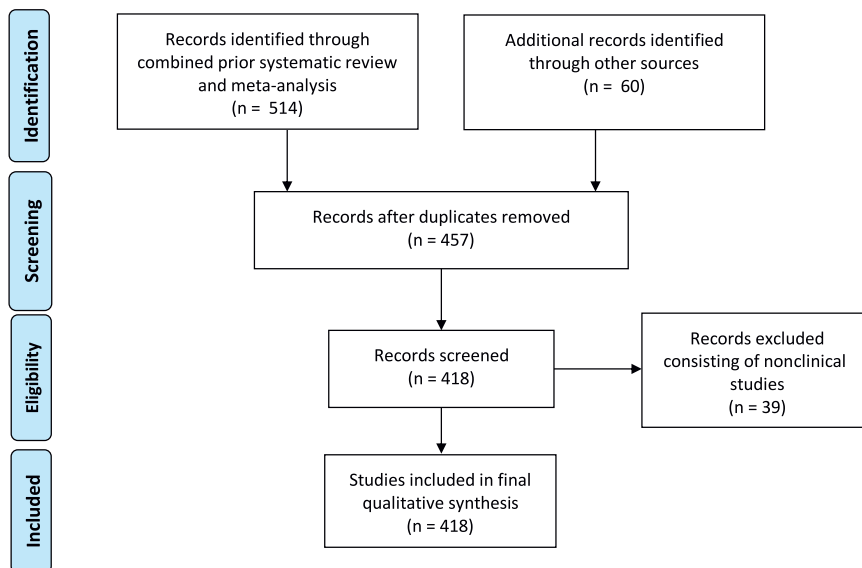 Identification
Records identified through
combined prior systematic review
and meta-analysis
(n = 514)
Additional records identified
through other sources
(n = 60)
Screening
Records after duplicates removed
(n = 457)
Eligibility
Records screened
(n = 418)
Records excluded
consisting of nonclinical
studies
(n = 39)
Included
Studies included in final
qualitative synthesis
(n = 418)